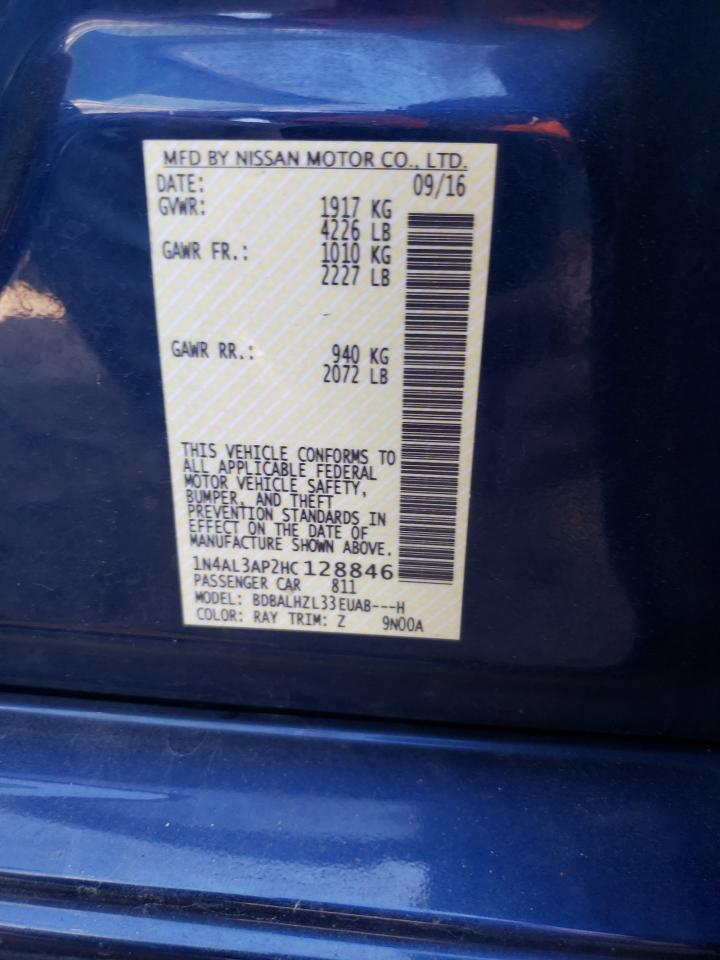 MFD BY NISSAN MOTOR CO., LTD.
DATE: 09/16
GVWR: 1917 KG
4226 LB
GAWR FR.: 1010 KG
2227 LB
GAWR RR.: 940 KG
2072 LB
THIS VEHICLE CONFORMS TO
ALL APPLICABLE FEDERAL
MOTOR VEHICLE SAFETY,
BUMPER, AND THEFT
PREVENTION STANDARDS IN
EFFECT ON THE DATE OF
MANUFACTURE SHOWN ABOVE.
1N4AL3AP2HC128846
PASSENGER CAR 811
MODEL: BDBALHZL33EUAB---H
COLOR: RAY TRIM: Z 9N00A